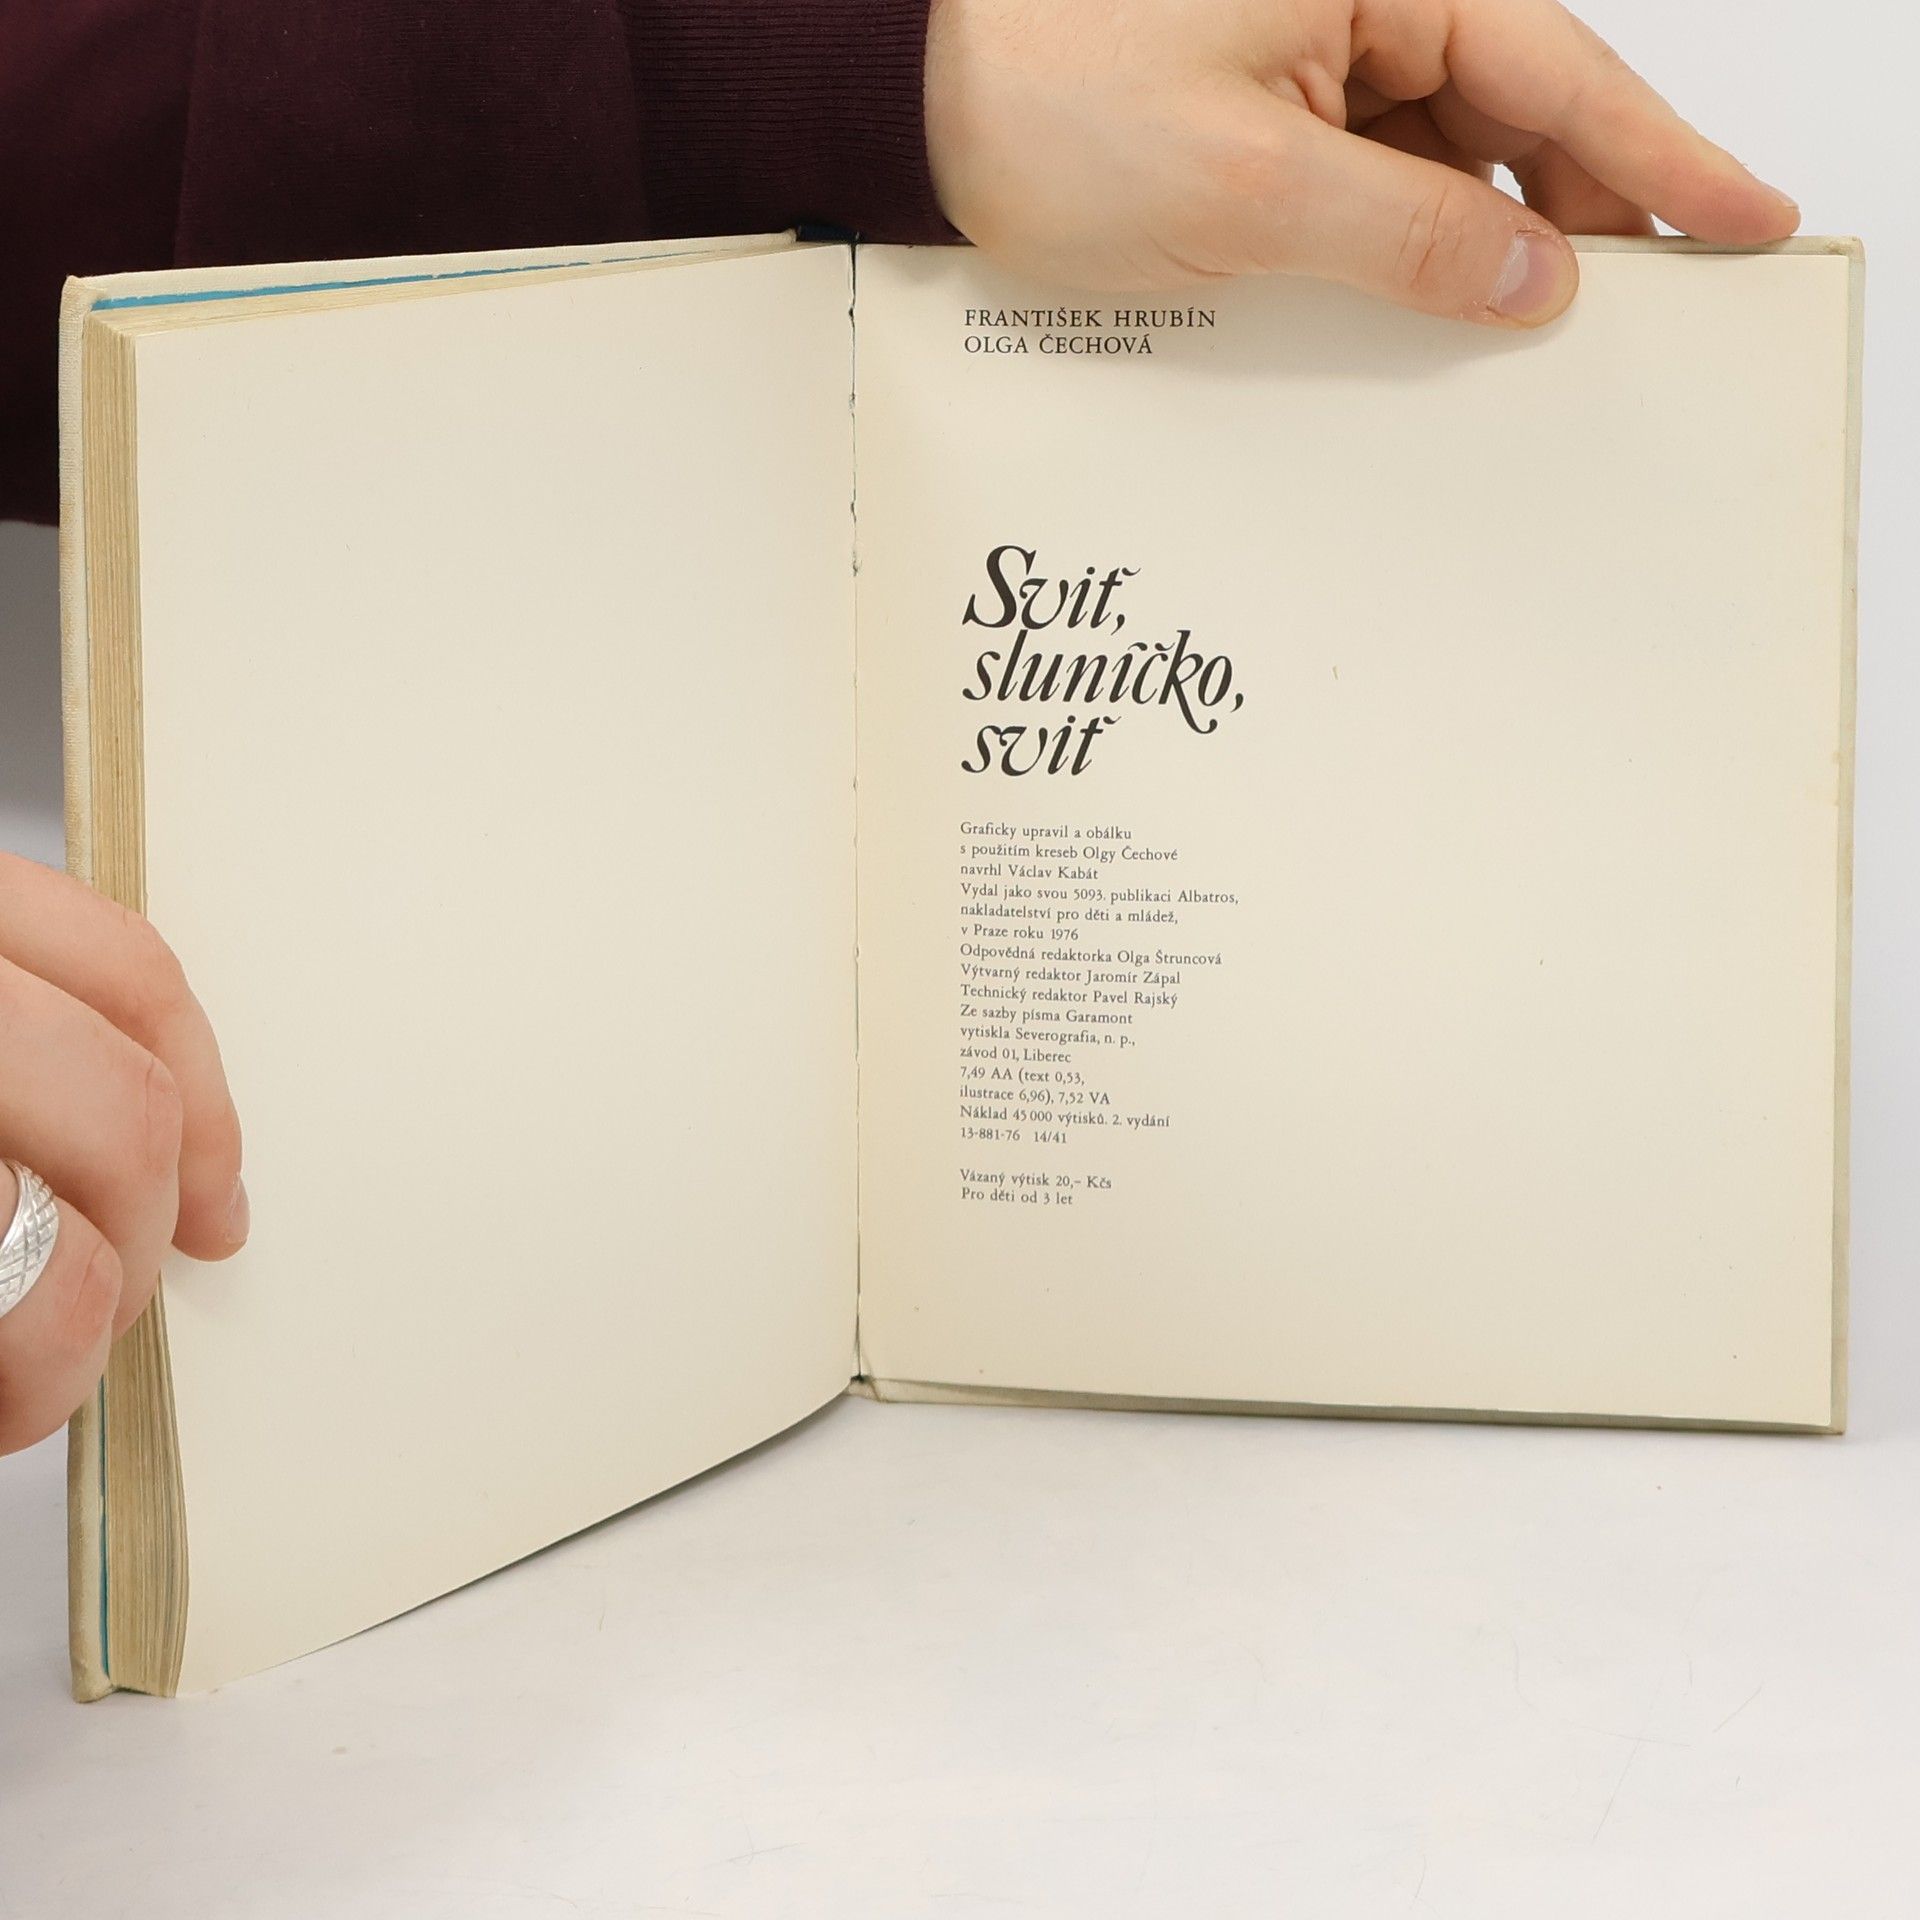 FRANTIŠEK HRUBÍN
OLGA ČECHOVÁ
Sviť,
sluníčko,
sviť
Graficky upravil a obálku
s použitím kreseb Olgy Čechové
navrhl Václav Kabát
Vydal jako svou 5093. publikaci Albatros,
nakladatelství pro děti a mládež,
v Praze roku 1976
Odpovědná redaktorka Olga Štruncová
Výtvarný redaktor Jaromír Zápal
Technický redaktor Pavel Rajský
Ze sazby písma Garamont
vytiskla Severografia, n. p.,
závod 01, Liberec
7,49 AA (text 0,53,
ilustrace 6,96), 7,52 VA
Náklad 45 000 výtisků. 2. vydání
13-881-76 14/41
Vázaný výtisk 20,– Kčs
Pro děti od 3 let